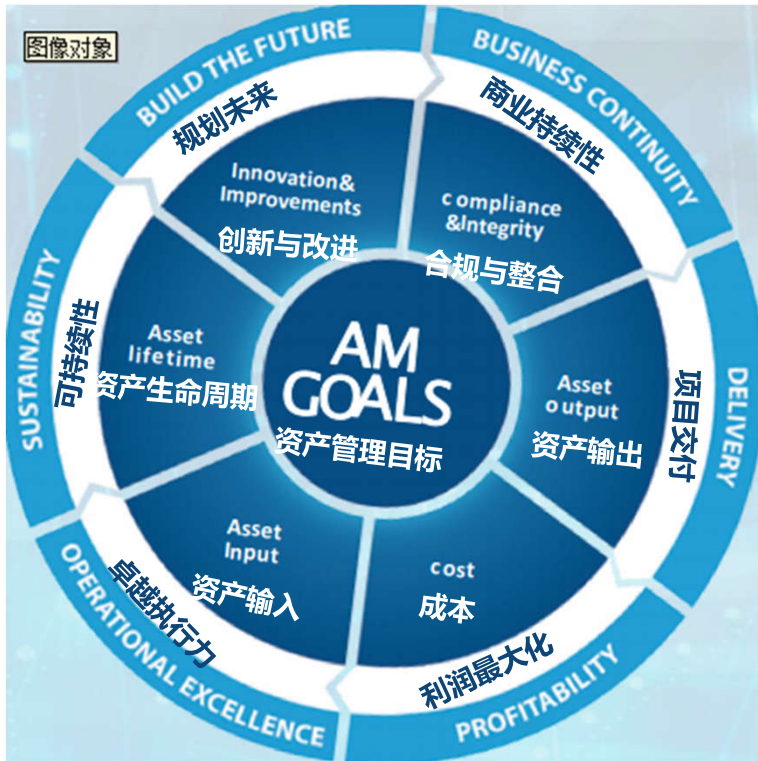 图像对象
BUILD THE FUTURE
规划未来
BUSINESS CONTINUITY
商业持续性
Innovation&
Improvements
创新与改进
compliance
&Integrity
合规与整合
SUSTAINABILITY
可持续性
Asset
lifetime
资产生命周期
AM
GOALS
资产管理目标
Asset
output
资产输出
项目交付
DELIVERY
Asset
Input
资产输入
cost
成本
卓越执行力
OPERATIONAL EXCELLENCE
利润最大化
PROFITABILITY